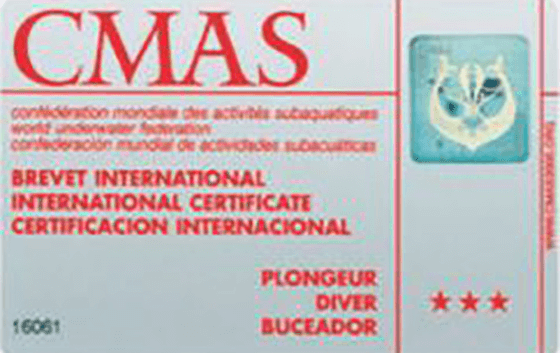 CMAS
confédération mondiale des activités subaquatiques
world underwater federation
confederación mundial de actividades subacuáticas
BREVET INTERNATIONAL
INTERNATIONAL CERTIFICATE
CERTIFICACION INTERNACIONAL
PLONGEUR
DIVER
BUCEADOR
★★★
16061